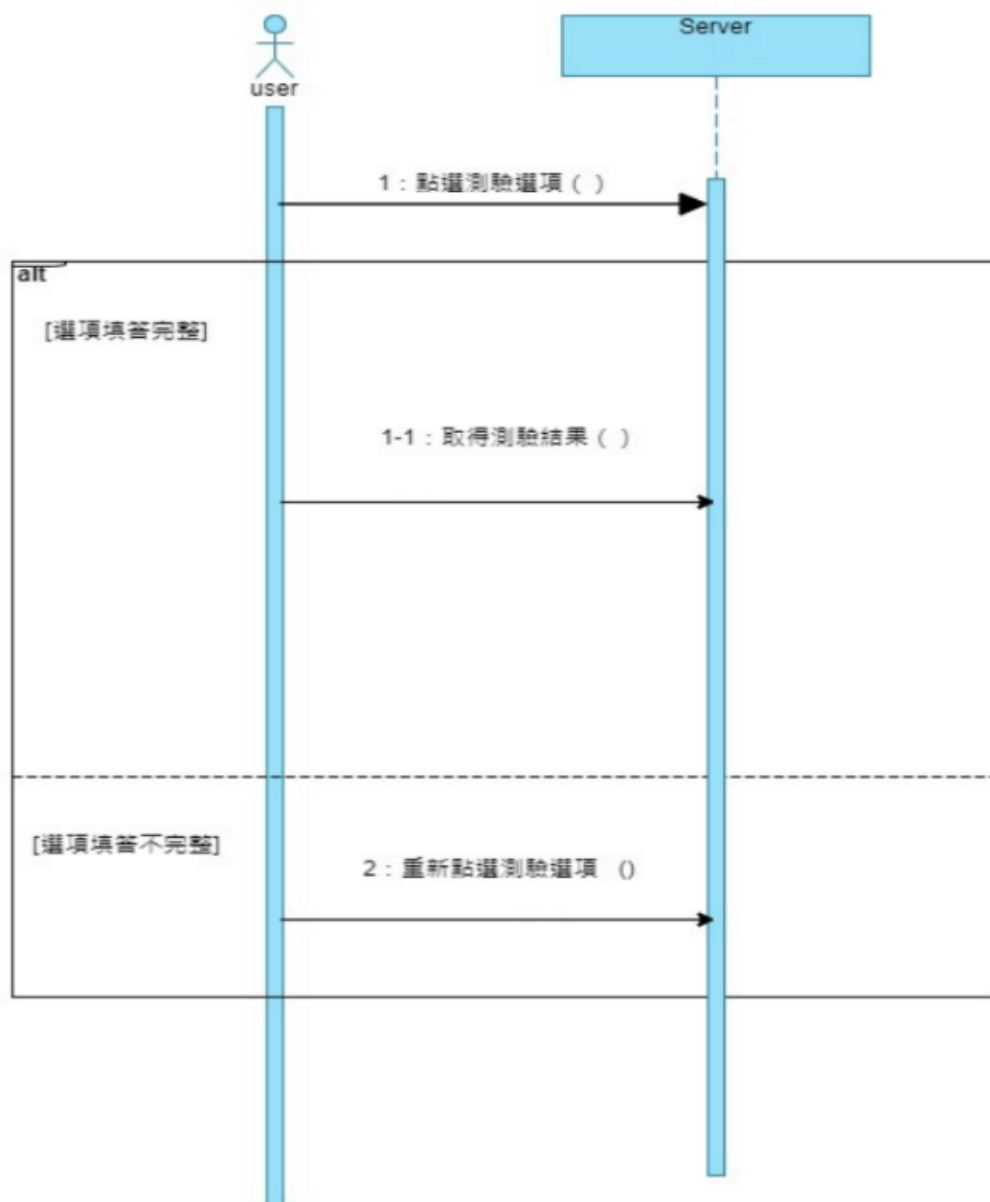 Server
user
1：點選測驗選項（ ）
alt
[選項填答完整]
1-1：取得測驗結果（ ）
[選項填答不完整]
2：重新點選測驗選項 ()